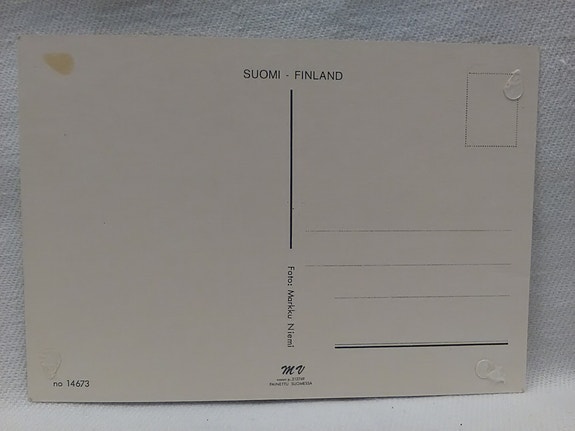 SUOMI - FINLAND
Foto: Markku Niemi
MV
PAINETTU SUOMESSA
no 14673